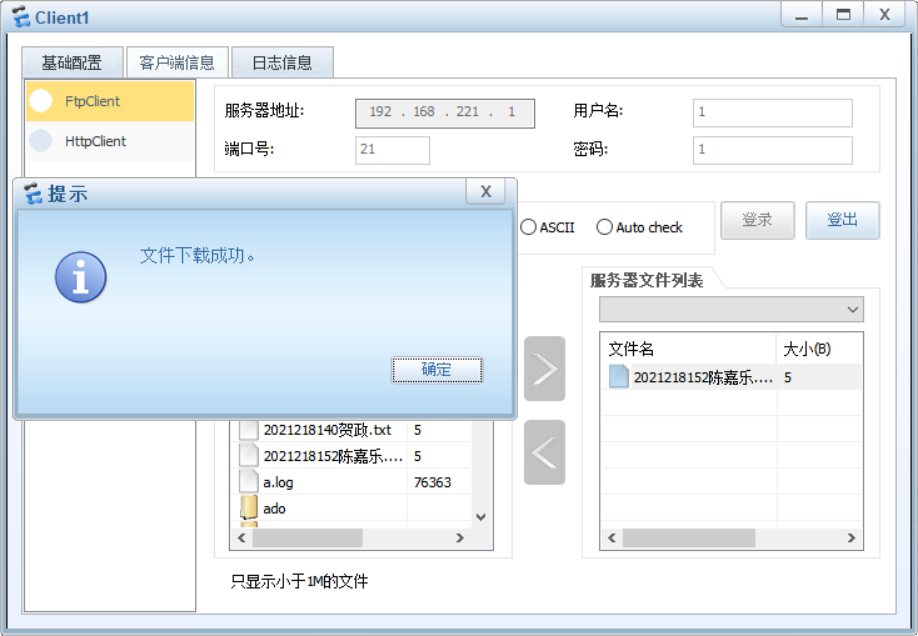 Client1
基础配置 客户端信息 日志信息
FtpClient
HttpClient
服务器地址: 192 . 168 . 221 . 1 用户名: 1
端口号: 21 密码: 1
提示
文件下载成功。
确定
ASCII Auto check 登录 登出
服务器文件列表
文件名 大小(B)
2021218152陈嘉乐.... 5
2021218140贺政.txt 5
2021218152陈嘉乐.... 5
a.log 76363
ado
只显示小于1M的文件